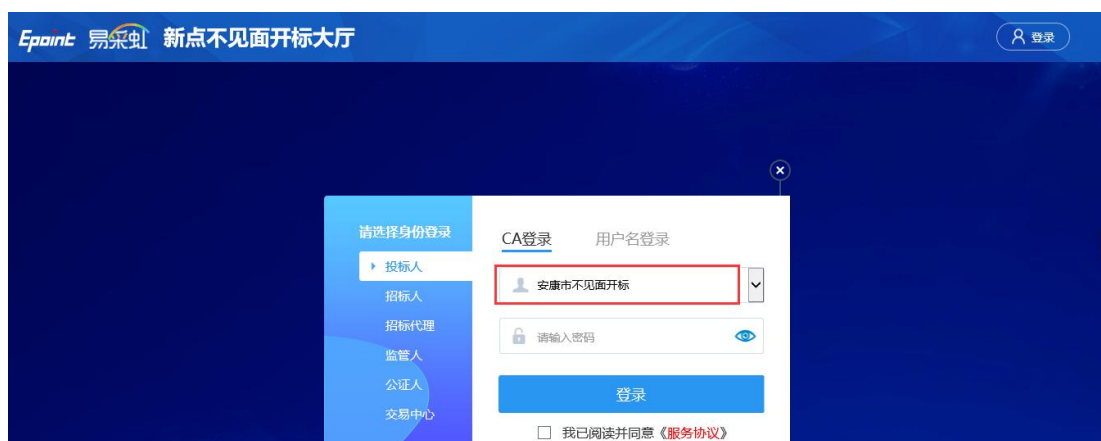 Epoint 易采虹 新点不见面开标大厅
登录
请选择身份登录
投标人
招标人
招标代理
监管人
公证人
交易中心
CA登录 用户名登录
安康市不见面开标
请输入密码
登录
我已阅读并同意《服务协议》